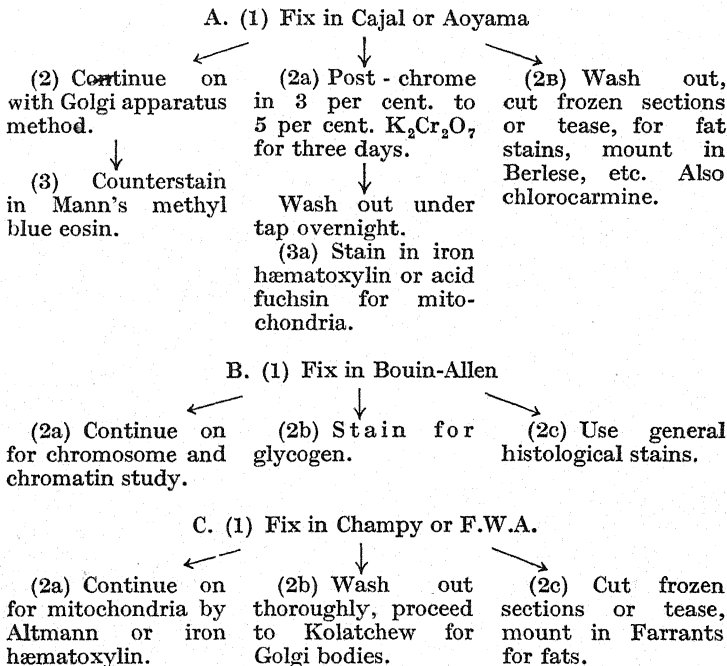 A. (1) Fix in Cajal or Aoyama
(2) Continue on
with Golgi apparatus
method.
(3) Counterstain
in Mann's methyl
blue eosin.
(2a) Post - chrome
in 3 per cent. to
5 per cent. K₂Cr₂O₇
for three days.
Wash out under
tap overnight.
(3a) Stain in iron
hæmatoxylin or acid
fuchsin for mito-
chondria.
(2B) Wash out,
cut frozen sections
or tease, for fat
stains, mount in
Berlese, etc. Also
chlorocarmine.
B. (1) Fix in Bouin-Allen
(2a) Continue on
for chromosome and
chromatin study.
(2b) Stain for
glycogen.
(2c) Use general
histological stains.
C. (1) Fix in Champy or F.W.A.
(2a) Continue on
for mitochondria by
Altmann or iron
hæmatoxylin.
(2b) Wash out
thoroughly, proceed
to Kolatchew for
Golgi bodies.
(2c) Cut frozen
sections or tease,
mount in Farrants
for fats.